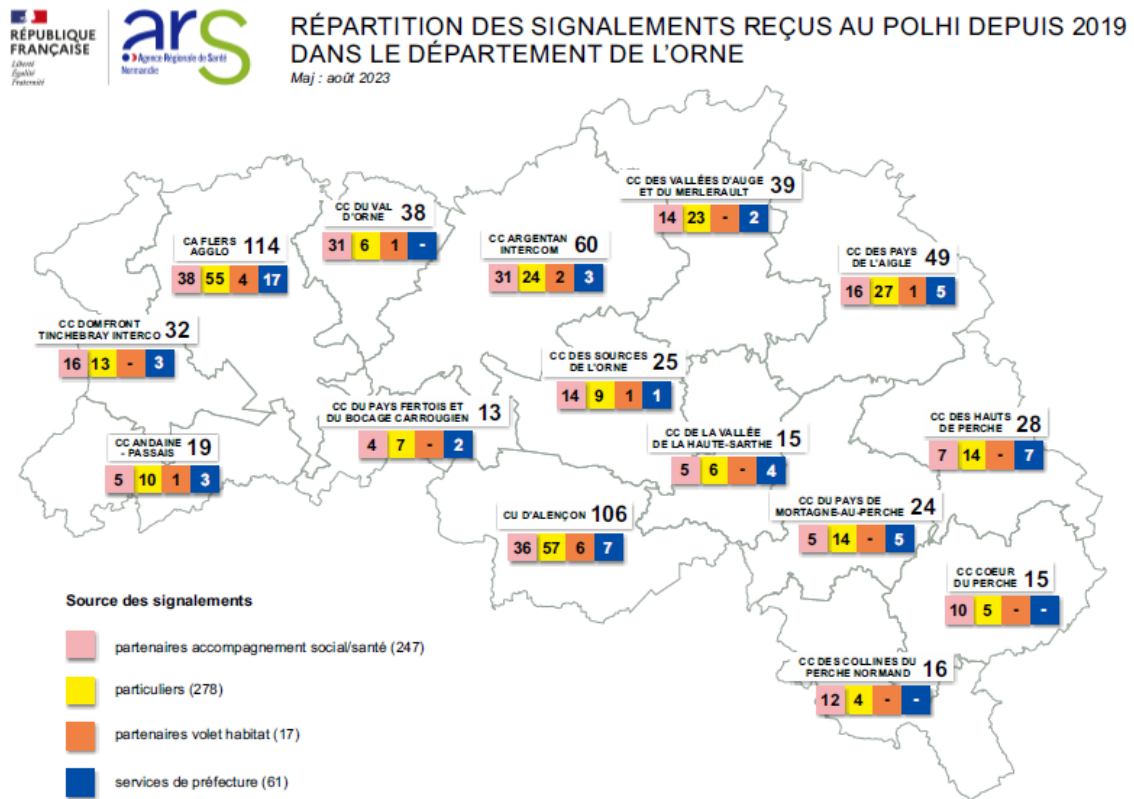 RÉPUBLIQUE
FRANÇAISE
Liberté
Égalité
Fraternité
ars
Agence Régionale de Santé
Normandie
RÉPARTITION DES SIGNALEMENTS REÇUS AU POLHI DEPUIS 2019
DANS LE DÉPARTEMENT DE L'ORNE
Maj : août 2023
CC DES VALLÉES D'AUGE
ET DU MERLERAULT 39
14 23 - 2
CC DU VAL
D'ORNE 38
31 6 1 -
CA FLERS
AGGLO 114
38 55 4 17
CC ARGENTAN
INTERCOM 60
31 24 2 3
CC DES PAYS
DE L'AIGLE 49
16 27 1 5
CC DOMFRONT
TINCHEBRAY INTERCO 32
16 13 - 3
CC DES SOURCES
DE L'ORNE 25
14 9 1 1
CC DU PAYS FERTOIS ET
DU BOCAGE CARROUGIEN 13
4 7 - 2
CC DES HAUTS
DE PERCHE 28
7 14 - 7
CC DE LA VALLÉE
DE LA HAUTE-SARTHE 15
5 6 - 4
CC ANDAINE
- PASSAIS 19
5 10 1 3
CU D'ALENÇON 106
36 57 6 7
CC DU PAYS DE
MORTAGNE-AU-PERCHE 24
5 14 - 5
CC COEUR
DU PERCHE 15
10 5 - -
CC DES COLLINES DU
PERCHE NORMAND 16
12 4 - -
Source des signalements
partenaires accompagnement social/santé (247)
particuliers (278)
partenaires volet habitat (17)
services de préfecture (61)